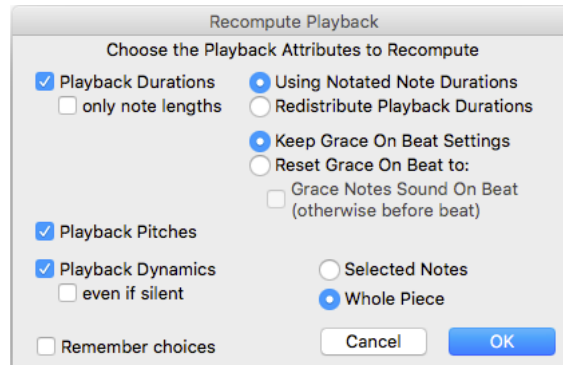 Recompute Playback
Choose the Playback Attributes to Recompute
Playback Durations
Using Notated Note Durations
only note lengths
Redistribute Playback Durations
Keep Grace On Beat Settings
Reset Grace On Beat to:
Grace Notes Sound On Beat
(otherwise before beat)
Playback Pitches
Playback Dynamics
Selected Notes
even if silent
Whole Piece
Remember choices
Cancel
OK